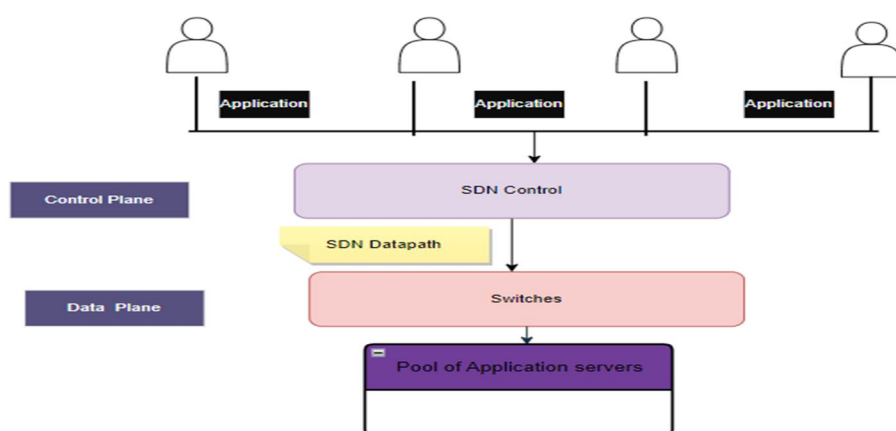 Application
Application
Application
SDN Control
Control Plane
SDN Datapath
Switches
Data Plane
Pool of Application servers